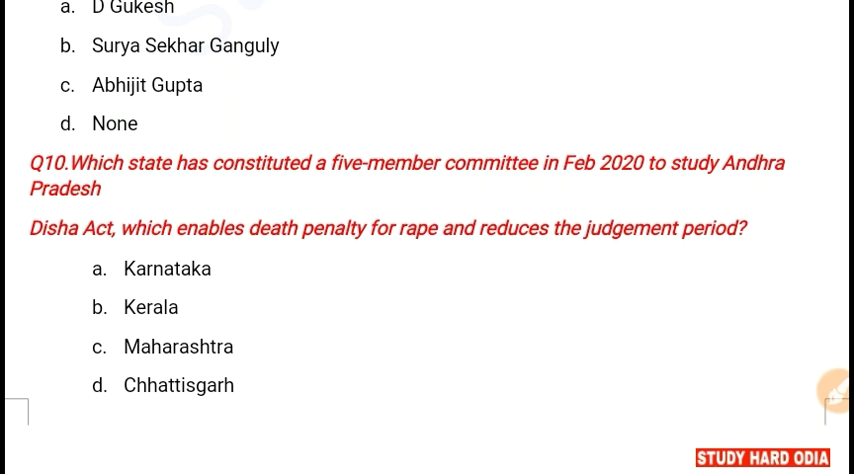 a. D Gukesh
b. Surya Sekhar Ganguly
c. Abhijit Gupta
d. None
Q10.Which state has constituted a five-member committee in Feb 2020 to study Andhra
Pradesh
Disha Act, which enables death penalty for rape and reduces the judgement period?
a. Karnataka
b. Kerala
c. Maharashtra
d. Chhattisgarh
STUDY HARD ODIA